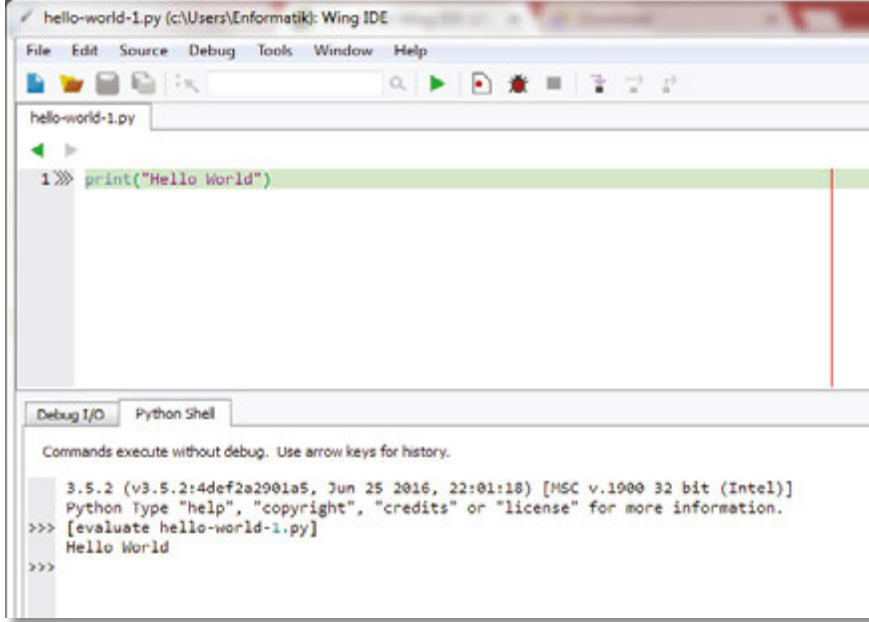 hello-world-1.py (c:\Users\Enformatik): Wing IDE
File Edit Source Debug Tools Window Help
hello-world-1.py
1 print("Hello World")
Debug I/O Python Shell
Commands execute without debug. Use arrow keys for history.
3.5.2 (v3.5.2:4def2a2901a5, Jun 25 2016, 22:01:18) [MSC v.1900 32 bit (Intel)]
Python Type "help", "copyright", "credits" or "license" for more information.
>>> [evaluate hello-world-1.py]
Hello World
>>>